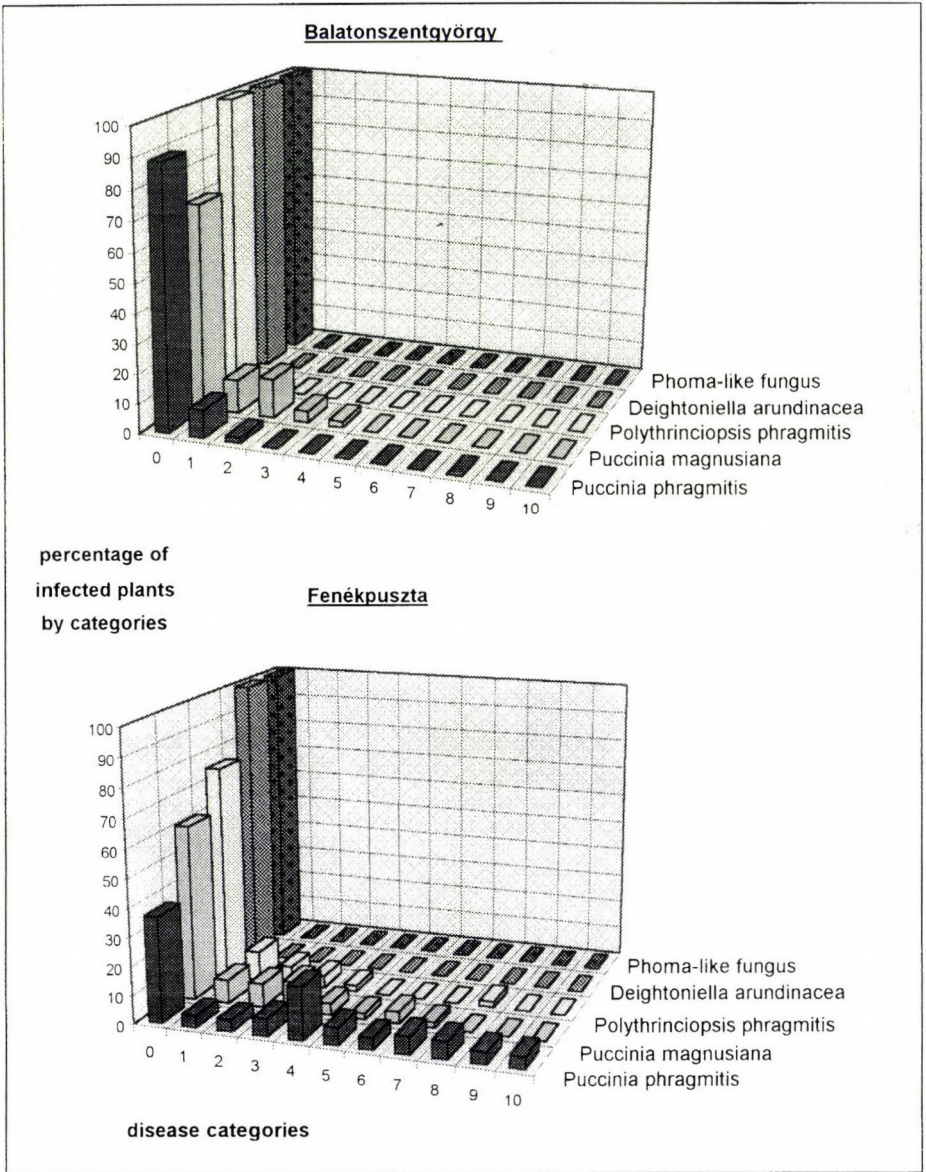 Balatonszentgyörgy
100
90
80
70
60
50
40
30
20
10
0
0 1 2 3 4 5 6 7 8 9 10
Phoma-like fungus
Deightoniella arundinacea
Polythrinciopsis phragmitis
Puccinia magnusiana
Puccinia phragmitis
percentage of
infected plants
by categories
Fenékpuszta
100
90
80
70
60
50
40
30
20
10
0
0 1 2 3 4 5 6 7 8 9 10
Phoma-like fungus
Deightoniella arundinacea
Polythrinciopsis phragmitis
Puccinia magnusiana
Puccinia phragmitis
disease categories